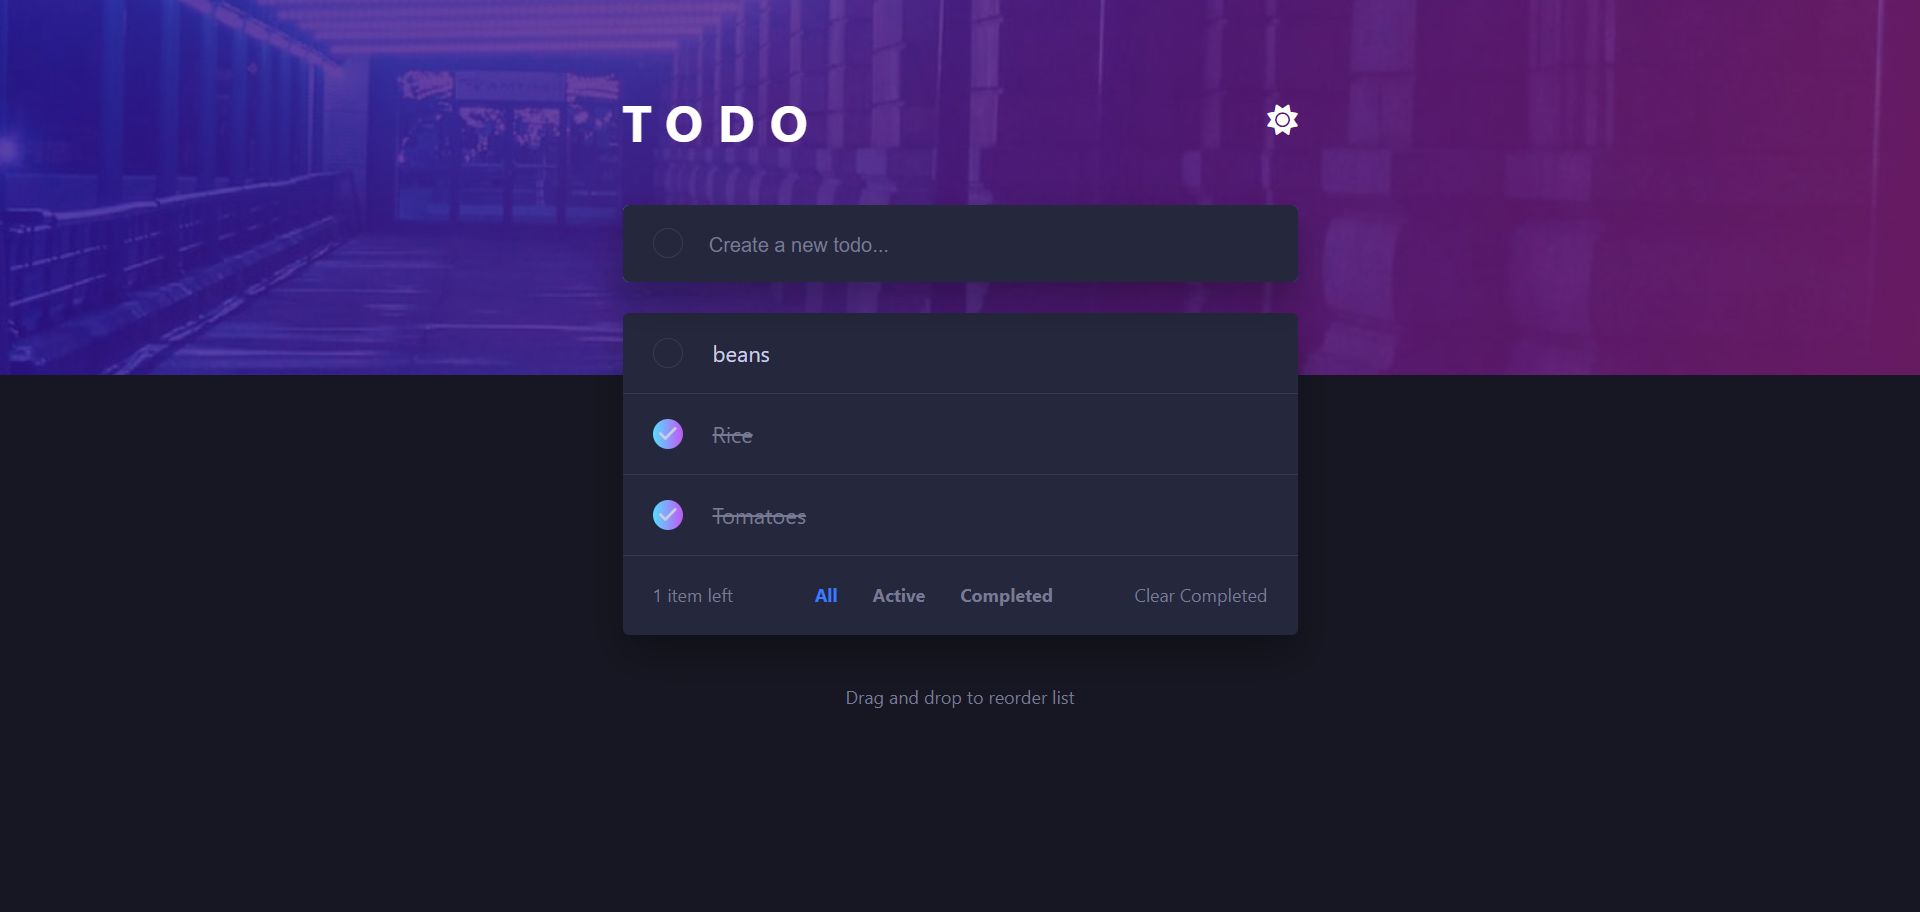 TODO
Create a new todo...
beans
Rice
Tomatoes
1 item left All Active Completed Clear Completed
Drag and drop to reorder list